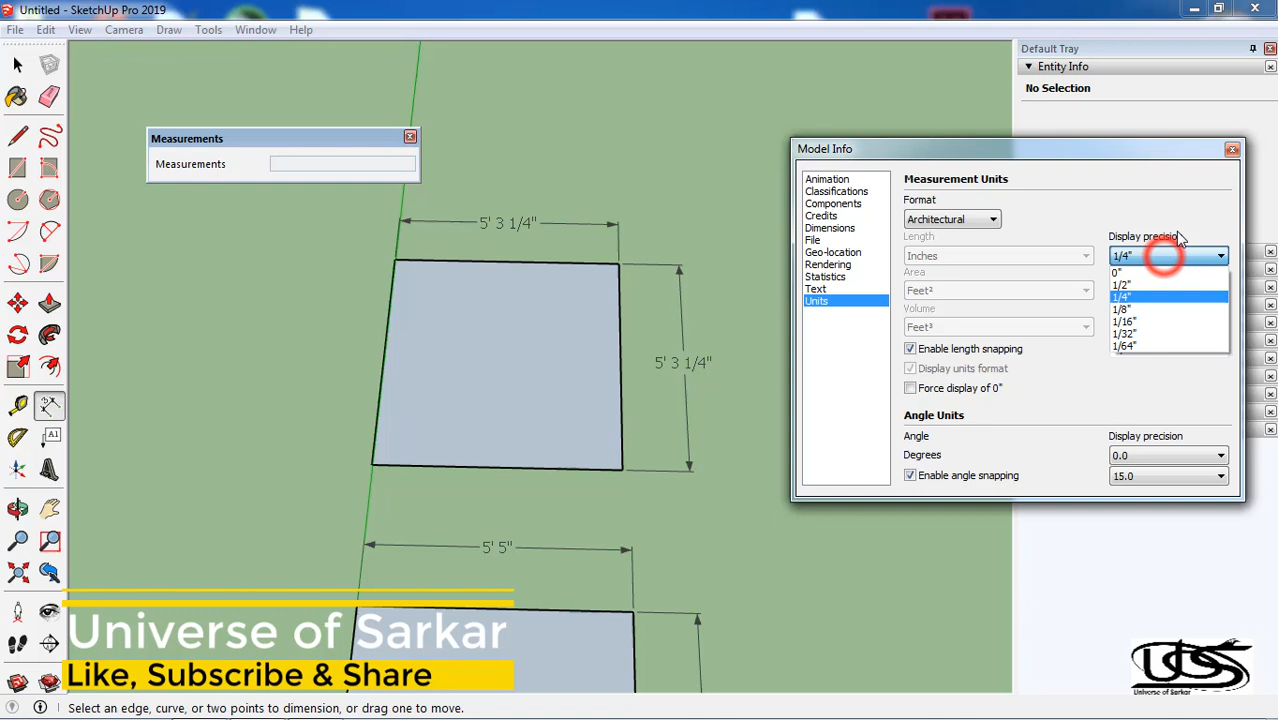 Untitled - SketchUp Pro 2019
File Edit View Camera Draw Tools Window Help
Default Tray
Entity Info
No Selection
Measurements
Measurements
Model Info
Animation
Classifications
Components
Credits
Dimensions
File
Geo-location
Rendering
Statistics
Text
Units
Measurement Units
Format
Architectural
Length
Display precision
Inches
1/4"
Area
0"
1/2"
Feet²
1/4"
1/8"
Volume
1/16"
Feet³
1/32"
1/64"
Enable length snapping
Display units format
Force display of 0"
Angle Units
Angle
Display precision
Degrees
0.0
Enable angle snapping
15.0
5' 3 1/4"
5' 3 1/4"
5' 5"
A1
Universe of Sarkar
Like, Subscribe & Share
UOS
Universe of Sarkar
Select an edge, curve, or two points to dimension, or drag one to move.